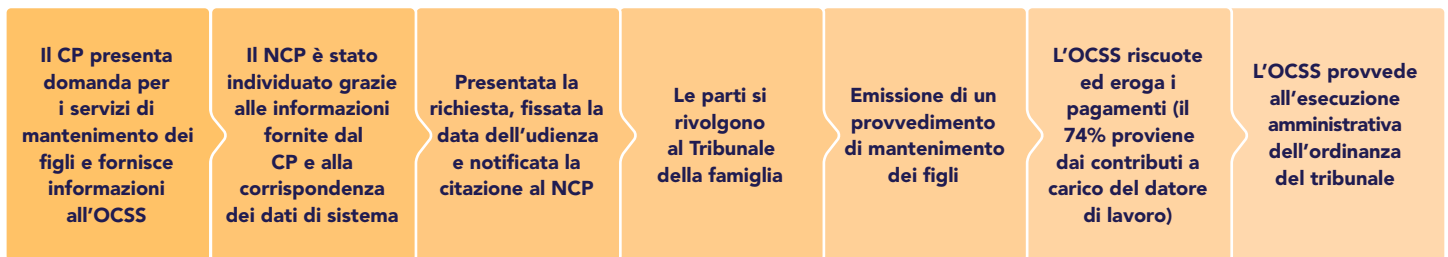 Il CP presenta
domanda per
i servizi di
mantenimento dei
figli e fornisce
informazioni
all'OCSS
Il NCP è stato
individuato grazie
alle informazioni
fornite dal
CP e alla
corrispondenza
dei dati di sistema
Presentata la
richiesta, fissata la
data dell'udienza
e notificata la
citazione al NCP
Le parti si
rivolgono
al Tribunale
della famiglia
Emissione di un
provvedimento
di mantenimento
dei figli
L'OCSS riscuote
ed eroga i
pagamenti (il
74% proviene
dai contributi a
carico del datore
di lavoro)
L'OCSS provvede
all'esecuzione
amministrativa
dell'ordinanza
del tribunale